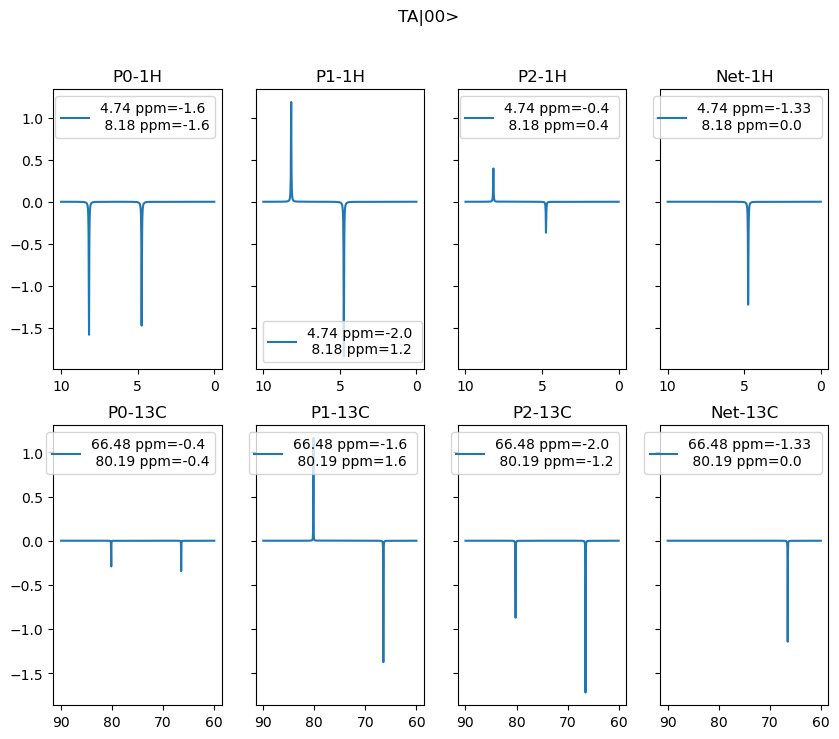 TA|00>
P0-1H
P1-1H
P2-1H
Net-1H
4.74 ppm=-1.6
8.18 ppm=-1.6
4.74 ppm=-2.0
8.18 ppm=1.2
4.74 ppm=-0.4
8.18 ppm=0.4
4.74 ppm=-1.33
8.18 ppm=0.0
1.0
0.5
0.0
−0.5
−1.0
−1.5
10 5 0
10 5 0
10 5 0
10 5 0
P0-13C
P1-13C
P2-13C
Net-13C
66.48 ppm=-0.4
80.19 ppm=-0.4
66.48 ppm=-1.6
80.19 ppm=1.6
66.48 ppm=-2.0
80.19 ppm=-1.2
66.48 ppm=-1.33
80.19 ppm=0.0
1.0
0.5
0.0
−0.5
−1.0
−1.5
90 80 70 60
90 80 70 60
90 80 70 60
90 80 70 60